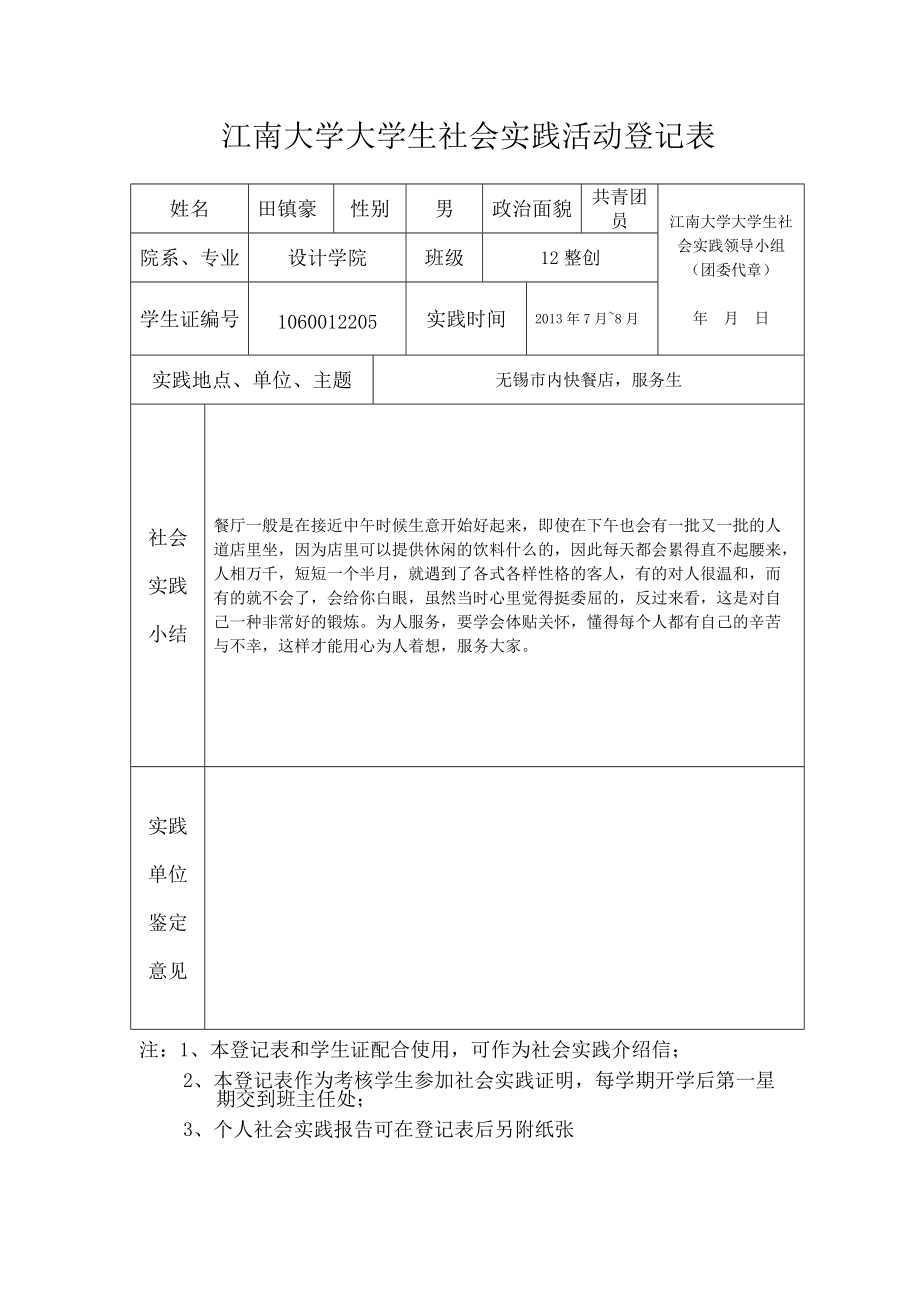 江南大学大学生社会实践活动登记表
姓名 田镇豪 性别 男 政治面貌 共青团
员
江南大学大学生社
会实践领导小组
（团委代章）
年 月 日
院系、专业 设计学院 班级 12整创
学生证编号 1060012205 实践时间 2013年7月~8月
实践地点、单位、主题 无锡市内快餐店，服务生
社会
实践
小结
餐厅一般是在接近中午时候生意开始好起来，即使在下午也会有一批又一批的人
道店里坐，因为店里可以提供休闲的饮料什么的，因此每天都会累得直不起腰来，
人相万千，短短一个半月，就遇到了各式各样性格的客人，有的对人很温和，而
有的就不会了，会给你白眼，虽然当时心里觉得挺委屈的，反过来看，这是对自
己一种非常好的锻炼。为人服务，要学会体贴关怀，懂得每个人都有自己的辛苦
与不幸，这样才能用心为人着想，服务大家。
实践
单位
鉴定
意见
注：1、本登记表和学生证配合使用，可作为社会实践介绍信；
2、本登记表作为考核学生参加社会实践证明，每学期开学后第一星
期交到班主任处；
3、个人社会实践报告可在登记表后另附纸张